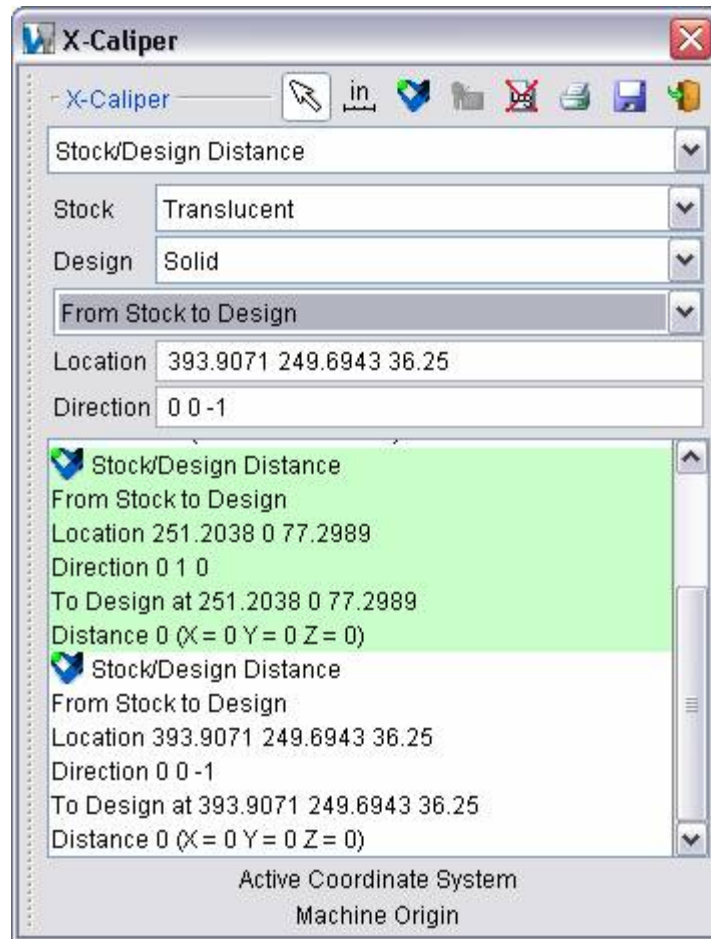 X-Caliper
X-Caliper
in
Stock/Design Distance
Stock Translucent
Design Solid
From Stock to Design
Location 393.9071 249.6943 36.25
Direction 0 0 -1
Stock/Design Distance
From Stock to Design
Location 251.2038 0 77.2989
Direction 0 1 0
To Design at 251.2038 0 77.2989
Distance 0 (X = 0 Y = 0 Z = 0)
Stock/Design Distance
From Stock to Design
Location 393.9071 249.6943 36.25
Direction 0 0 -1
To Design at 393.9071 249.6943 36.25
Distance 0 (X = 0 Y = 0 Z = 0)
Active Coordinate System
Machine Origin